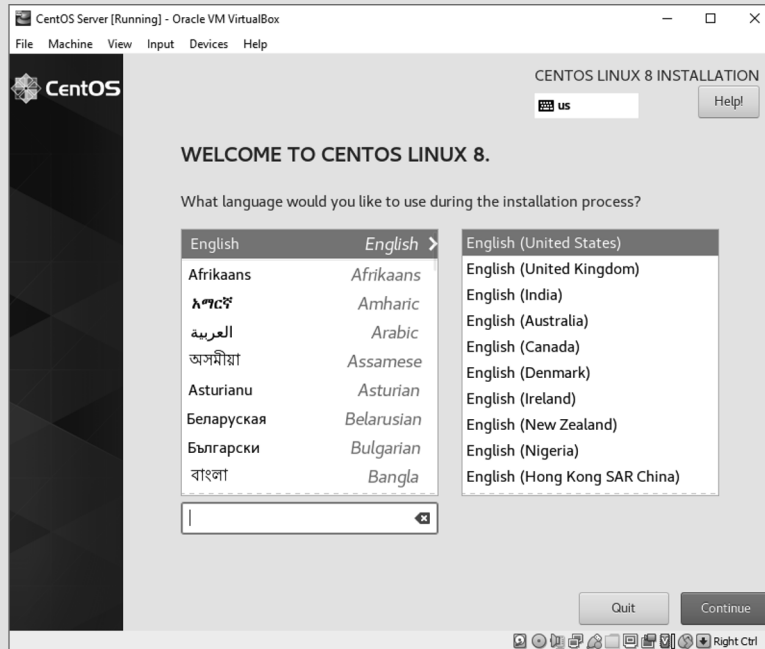 CentOS Server [Running] - Oracle VM VirtualBox
File Machine View Input Devices Help
CentOS
CENTOS LINUX 8 INSTALLATION
us
Help!
WELCOME TO CENTOS LINUX 8.
What language would you like to use during the installation process?
English English
Afrikaans Afrikaans
አማርኛ Amharic
العربية Arabic
অসমীয়া Assamese
Asturianu Asturian
Беларуская Belarusian
Български Bulgarian
বাংলা Bangla
English (United States)
English (United Kingdom)
English (India)
English (Australia)
English (Canada)
English (Denmark)
English (Ireland)
English (New Zealand)
English (Nigeria)
English (Hong Kong SAR China)
Quit
Continue
Right Ctrl